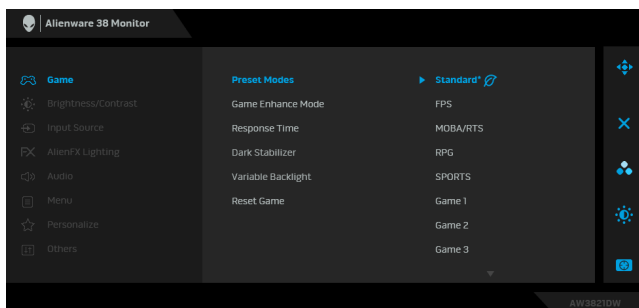 Alienware 38 Monitor
Game
Preset Modes
Standard*
Brightness/Contrast
Game Enhance Mode
FPS
Input Source
Response Time
MOBA/RTS
AlienFX Lighting
Dark Stabilizer
RPG
Audio
Variable Backlight
SPORTS
Menu
Reset Game
Game 1
Personalize
Game 2
Others
Game 3
AW3821DW